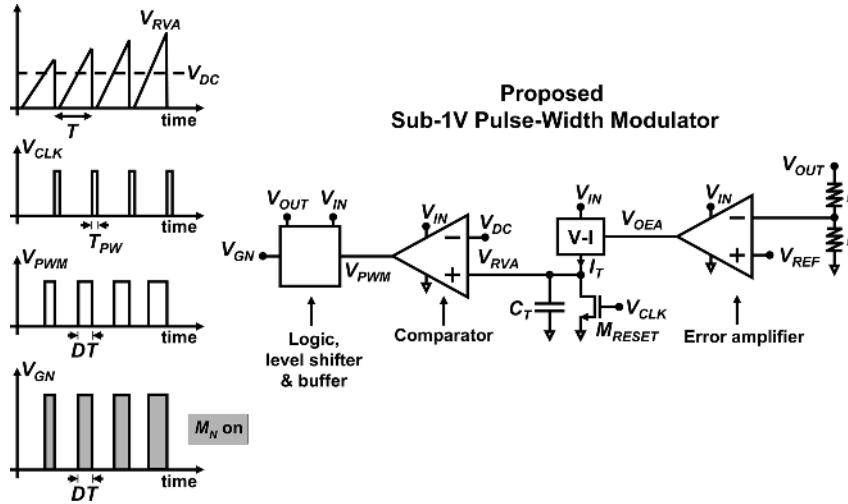 V_RVA
V_DC
time
T
V_CLK
time
T_PW
V_PWM
time
DT
V_GN
M_N on
time
DT
Proposed
Sub-1V Pulse-Width Modulator
V_OUT
V_IN
V_GN
V_PWM
Logic,
level shifter
& buffer
V_IN
V_DC
V_RVA
Comparator
V_IN
V-I
I_T
C_T
V_CLK
M_RESET
V_OEA
V_IN
V_REF
Error amplifier
V_OUT